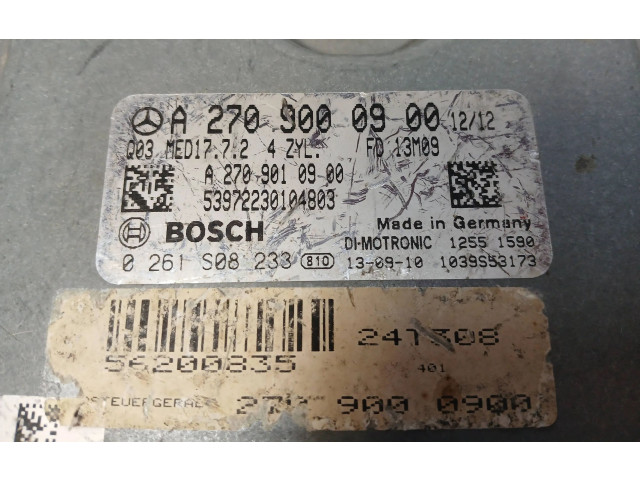 A 270 900 09 00 12/12
Q03 MED17.7.2 4 ZYL. FD 13M09
A 270 901 09 00
53972230104803
Made in Germany
BOSCH DI-MOTRONIC 1255 1590
0 261 S08 233 810 13-09-10 1039S53173
56200835
401
900 0900